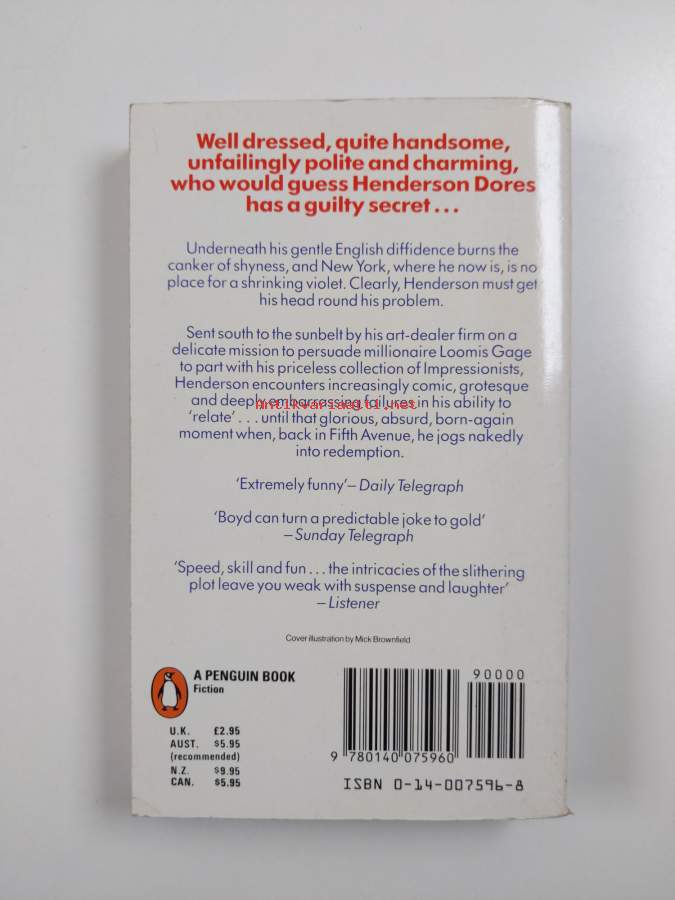 Well dressed, quite handsome,
unfailingly polite and charming,
who would guess Henderson Dores
has a guilty secret...
Underneath his gentle English diffidence burns the
canker of shyness, and New York, where he now is, is no
place for a shrinking violet. Clearly, Henderson must get
his head round his problem.
Sent south to the sunbelt by his art-dealer firm on a
delicate mission to persuade millionaire Loomis Gage
to part with his priceless collection of Impressionists,
Henderson encounters increasingly comic, grotesque
and deeply embarrassing failures in his ability to
antikvariaatti.net
'relate'... until that glorious, absurd, born-again
moment when, back in Fifth Avenue, he jogs nakedly
into redemption.
'Extremely funny' – Daily Telegraph
'Boyd can turn a predictable joke to gold'
– Sunday Telegraph
'Speed, skill and fun... the intricacies of the slithering
plot leave you weak with suspense and laughter'
– Listener
Cover illustration by Mick Brownfield
A PENGUIN BOOK
Fiction
U.K. £2.95
AUST. $5.95
(recommended)
N.Z. $9.95
CAN. $5.95
90000
9 780140 075960
ISBN 0-14-007596-8